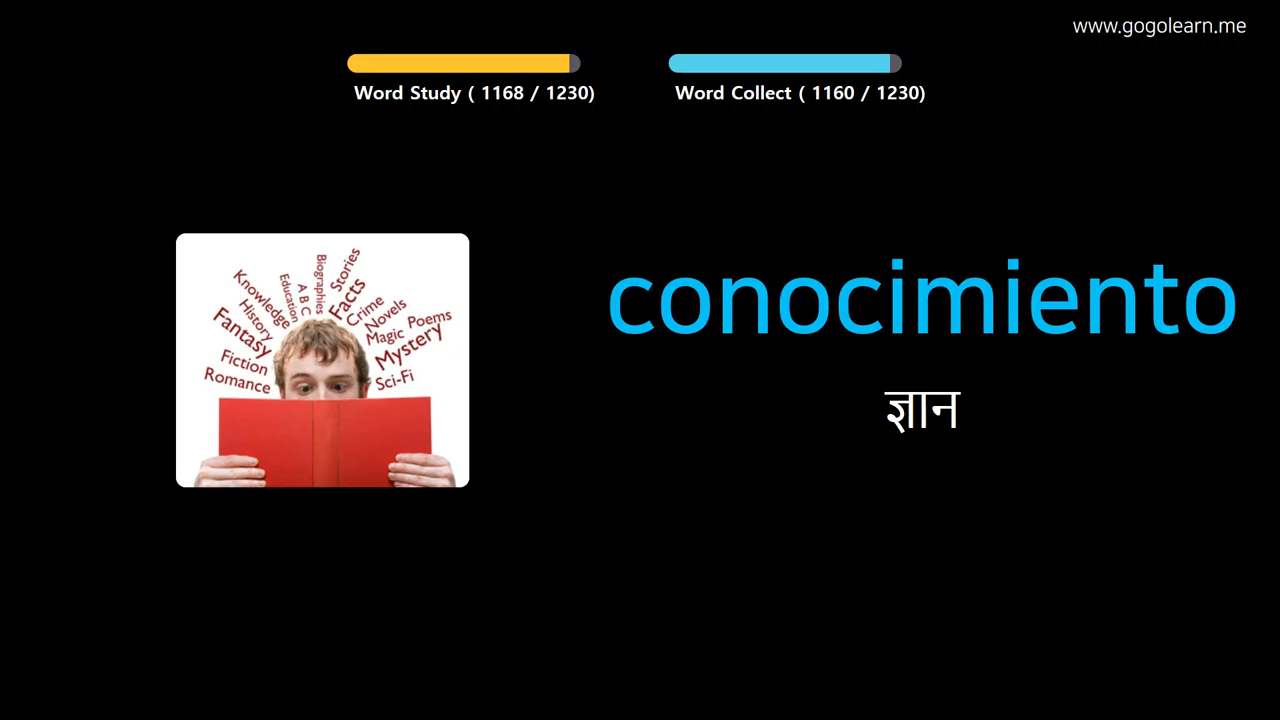 www.gogolearn.me
Word Study ( 1168 / 1230)
Word Collect ( 1160 / 1230)
conocimiento
ज्ञान
Stories
Biographies
Facts
A B C
Education
Knowledge
Crime
History
Novels
Fantasy
Magic
Poems
Mystery
Fiction
Romance
Sci-Fi